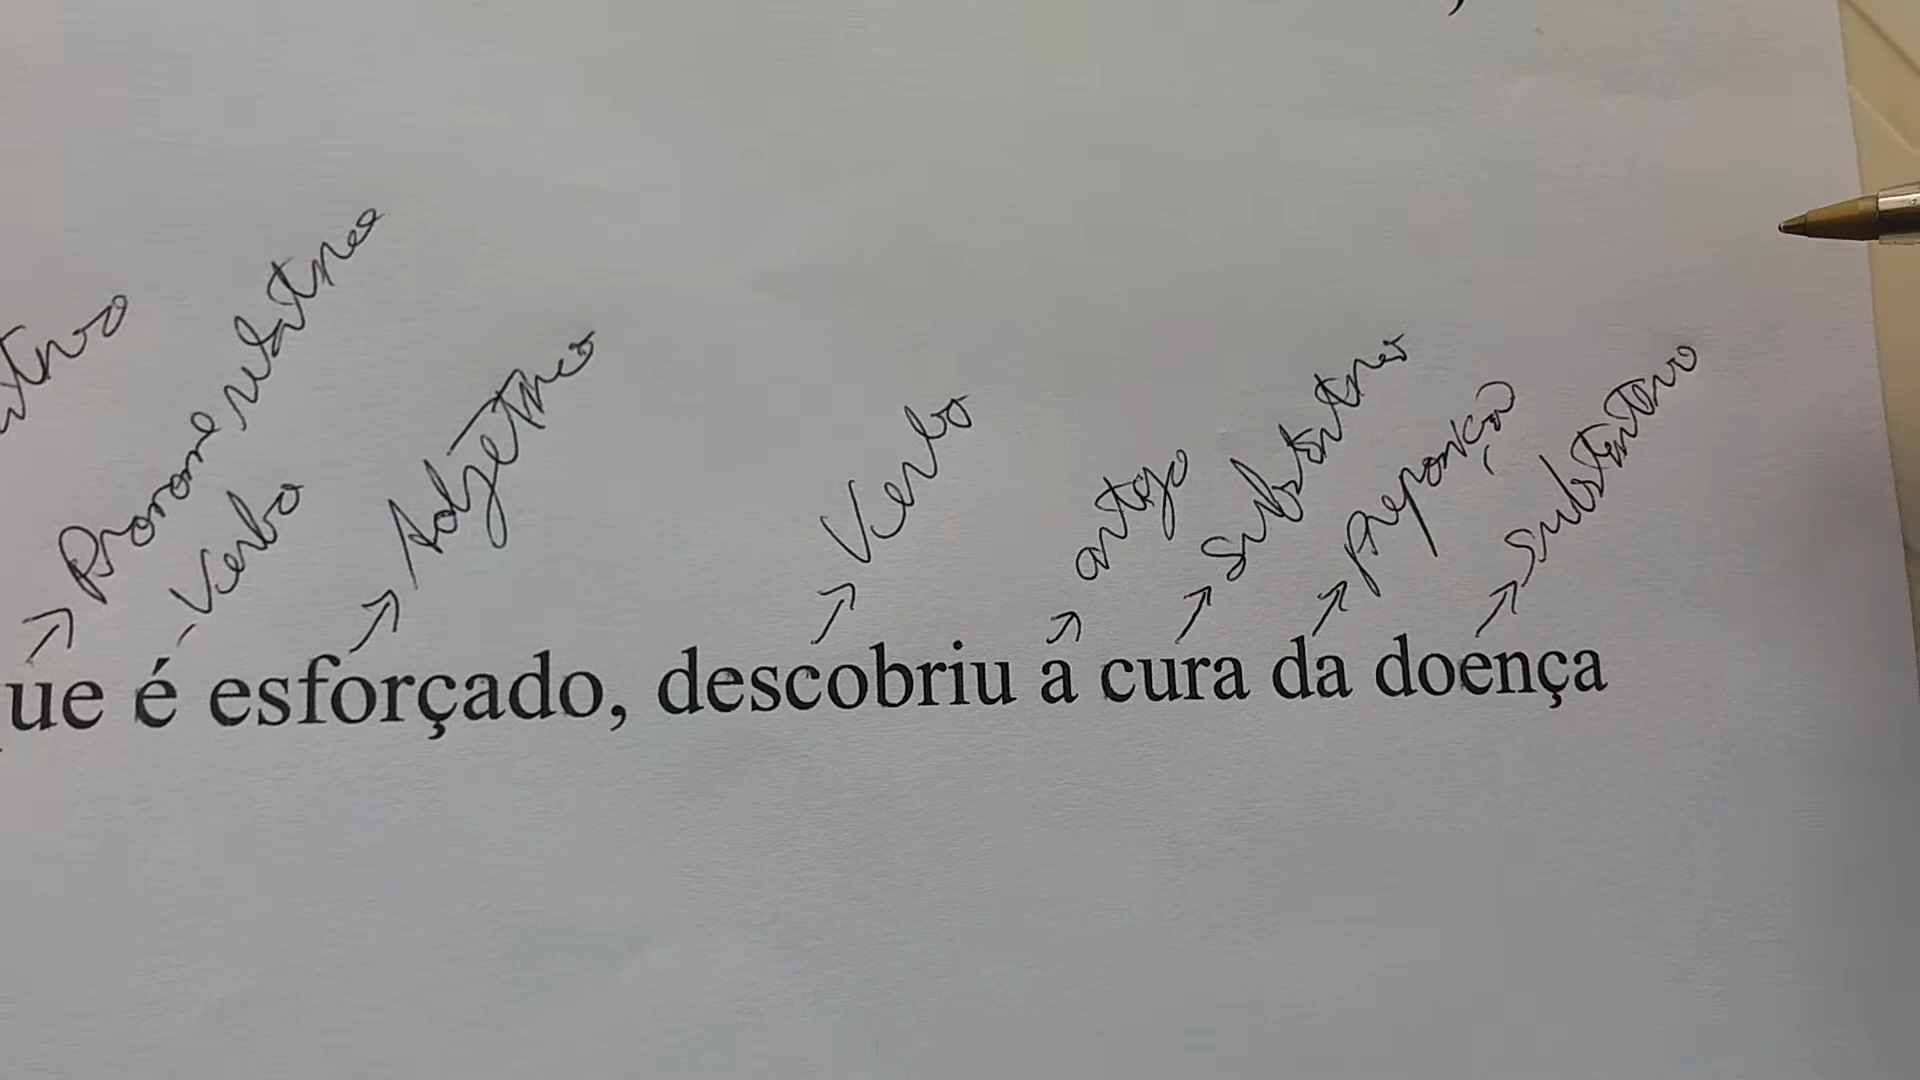 Pronome relativo
Verbo
Adjetivo
Verbo
artigo
substantivo
preposição
substantivo
ue é esforçado, descobriu a cura da doença